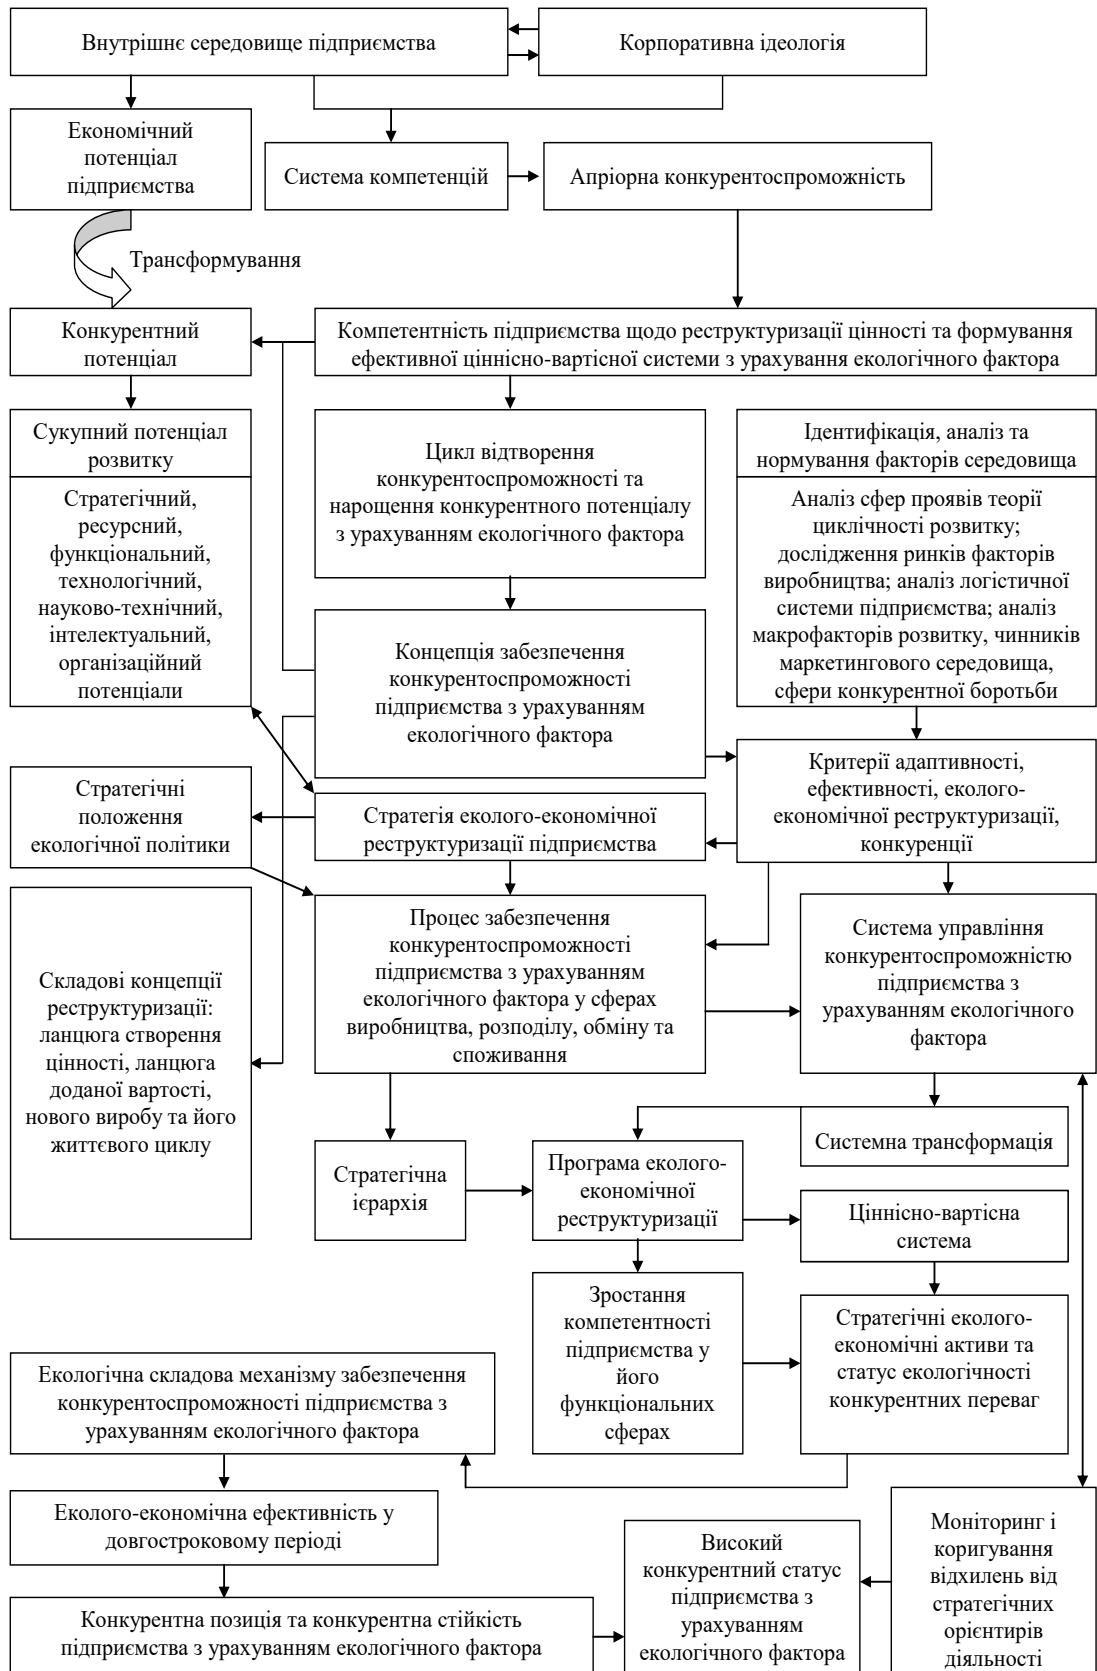 Внутрішнє середовище підприємства
Корпоративна ідеологія
Економічний
потенціал
підприємства
Система компетенцій
Апріорна конкурентоспроможність
Трансформування
Конкурентний
потенціал
Компетентність підприємства щодо реструктуризації цінності та формування
ефективної ціннісно-вартісної системи з урахування екологічного фактора
Сукупний потенціал
розвитку
Стратегічний,
ресурсний,
функціональний,
технологічний,
науково-технічний,
інтелектуальний,
організаційний
потенціали
Цикл відтворення
конкурентоспроможності та
нарощення конкурентного потенціалу
з урахуванням екологічного фактора
Ідентифікація, аналіз та
нормування факторів середовища
Аналіз сфер проявів теорії
циклічності розвитку;
дослідження ринків факторів
виробництва; аналіз логістичної
системи підприємства; аналіз
макрофакторів розвитку, чинників
маркетингового середовища,
сфери конкурентної боротьби
Концепція забезпечення
конкурентоспроможності
підприємства з урахуванням
екологічного фактора
Критерії адаптивності,
ефективності, еколого-
економічної реструктуризації,
конкуренції
Стратегічні
положення
екологічної політики
Стратегія еколого-економічної
реструктуризації підприємства
Складові концепції
реструктуризації:
ланцюга створення
цінності, ланцюга
доданої вартості,
нового виробу та його
життєвого циклу
Процес забезпечення
конкурентоспроможності
підприємства з урахуванням
екологічного фактора у сферах
виробництва, розподілу, обміну та
споживання
Система управління
конкурентоспроможністю
підприємства з
урахуванням екологічного
фактора
Системна трансформація
Стратегічна
ієрархія
Програма еколого-
економічної
реструктуризації
Ціннісно-вартісна
система
Зростання
компетентності
підприємства у
його
функціональних
сферах
Стратегічні еколого-
економічні активи та
статус екологічності
конкурентних переваг
Екологічна складова механізму забезпечення
конкурентоспроможності підприємства з
урахуванням екологічного фактора
Еколого-економічна ефективність у
довгостроковому періоді
Конкурентна позиція та конкурентна стійкість
підприємства з урахуванням екологічного фактора
Високий
конкурентний статус
підприємства з
урахуванням
екологічного фактора
Моніторинг і
коригування
відхилень від
стратегічних
орієнтирів
діяльності